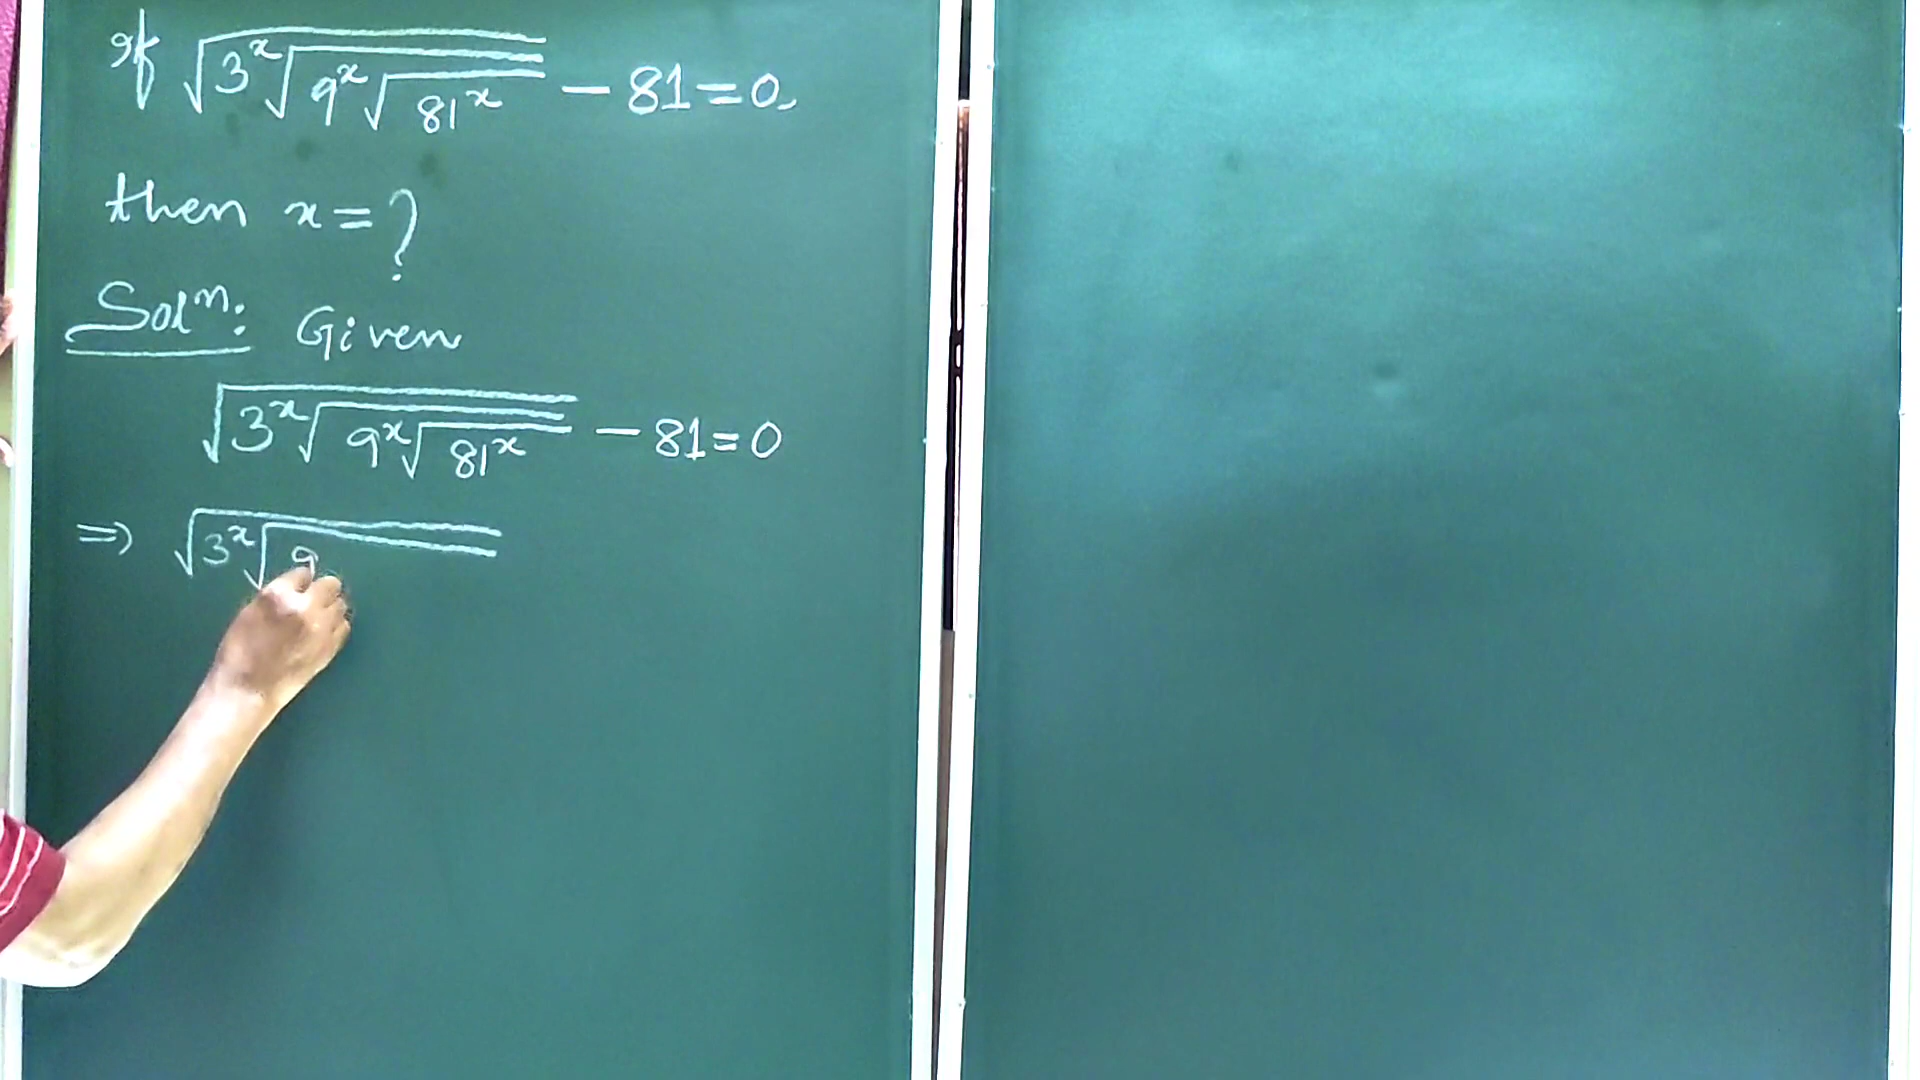 If √(3^x √(9^x √(81^x))) - 81 = 0,
then x = ?
Solⁿ: Given
√(3^x √(9^x √(81^x))) - 81 = 0
⇒ √(3^x √(9